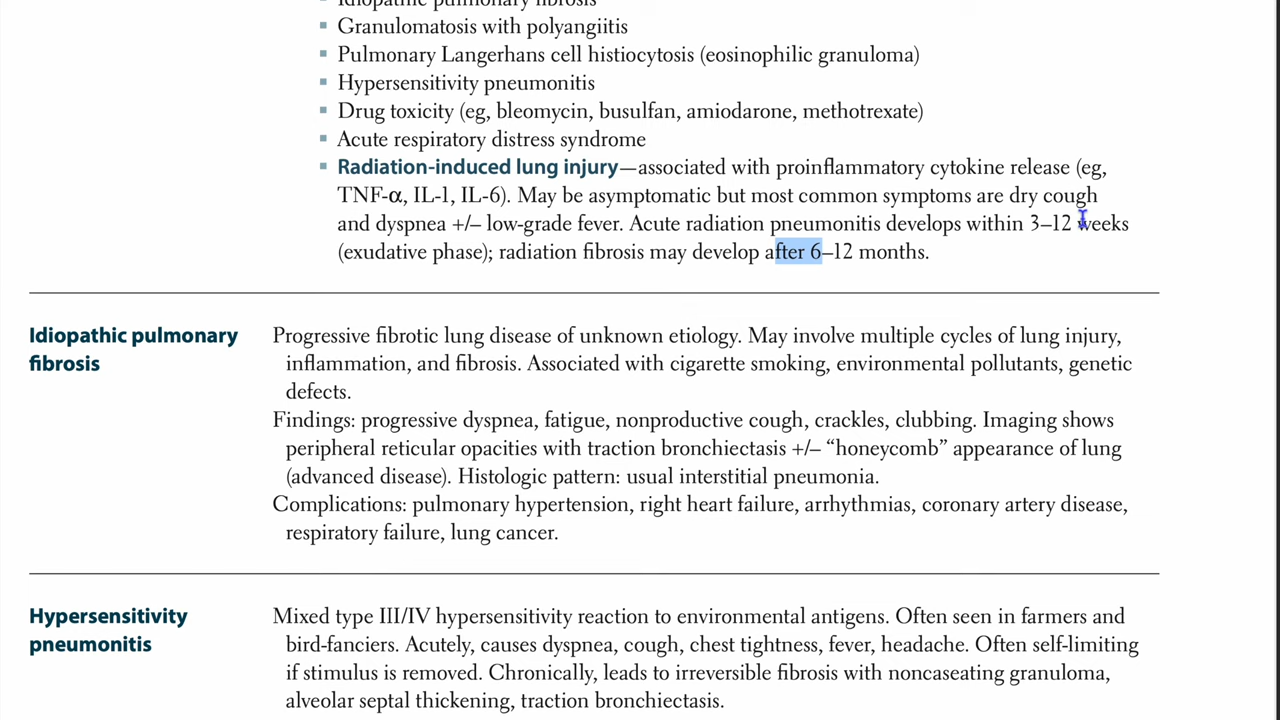 Idiopathic pulmonary fibrosis
▪ Granulomatosis with polyangiitis
▪ Pulmonary Langerhans cell histiocytosis (eosinophilic granuloma)
▪ Hypersensitivity pneumonitis
▪ Drug toxicity (eg, bleomycin, busulfan, amiodarone, methotrexate)
▪ Acute respiratory distress syndrome
▪ Radiation-induced lung injury—associated with proinflammatory cytokine release (eg,
TNF-α, IL-1, IL-6). May be asymptomatic but most common symptoms are dry cough
and dyspnea +/– low-grade fever. Acute radiation pneumonitis develops within 3–12 weeks
(exudative phase); radiation fibrosis may develop after 6–12 months.
Idiopathic pulmonary
fibrosis
Progressive fibrotic lung disease of unknown etiology. May involve multiple cycles of lung injury,
inflammation, and fibrosis. Associated with cigarette smoking, environmental pollutants, genetic
defects.
Findings: progressive dyspnea, fatigue, nonproductive cough, crackles, clubbing. Imaging shows
peripheral reticular opacities with traction bronchiectasis +/– “honeycomb” appearance of lung
(advanced disease). Histologic pattern: usual interstitial pneumonia.
Complications: pulmonary hypertension, right heart failure, arrhythmias, coronary artery disease,
respiratory failure, lung cancer.
Hypersensitivity
pneumonitis
Mixed type III/IV hypersensitivity reaction to environmental antigens. Often seen in farmers and
bird-fanciers. Acutely, causes dyspnea, cough, chest tightness, fever, headache. Often self-limiting
if stimulus is removed. Chronically, leads to irreversible fibrosis with noncaseating granuloma,
alveolar septal thickening, traction bronchiectasis.